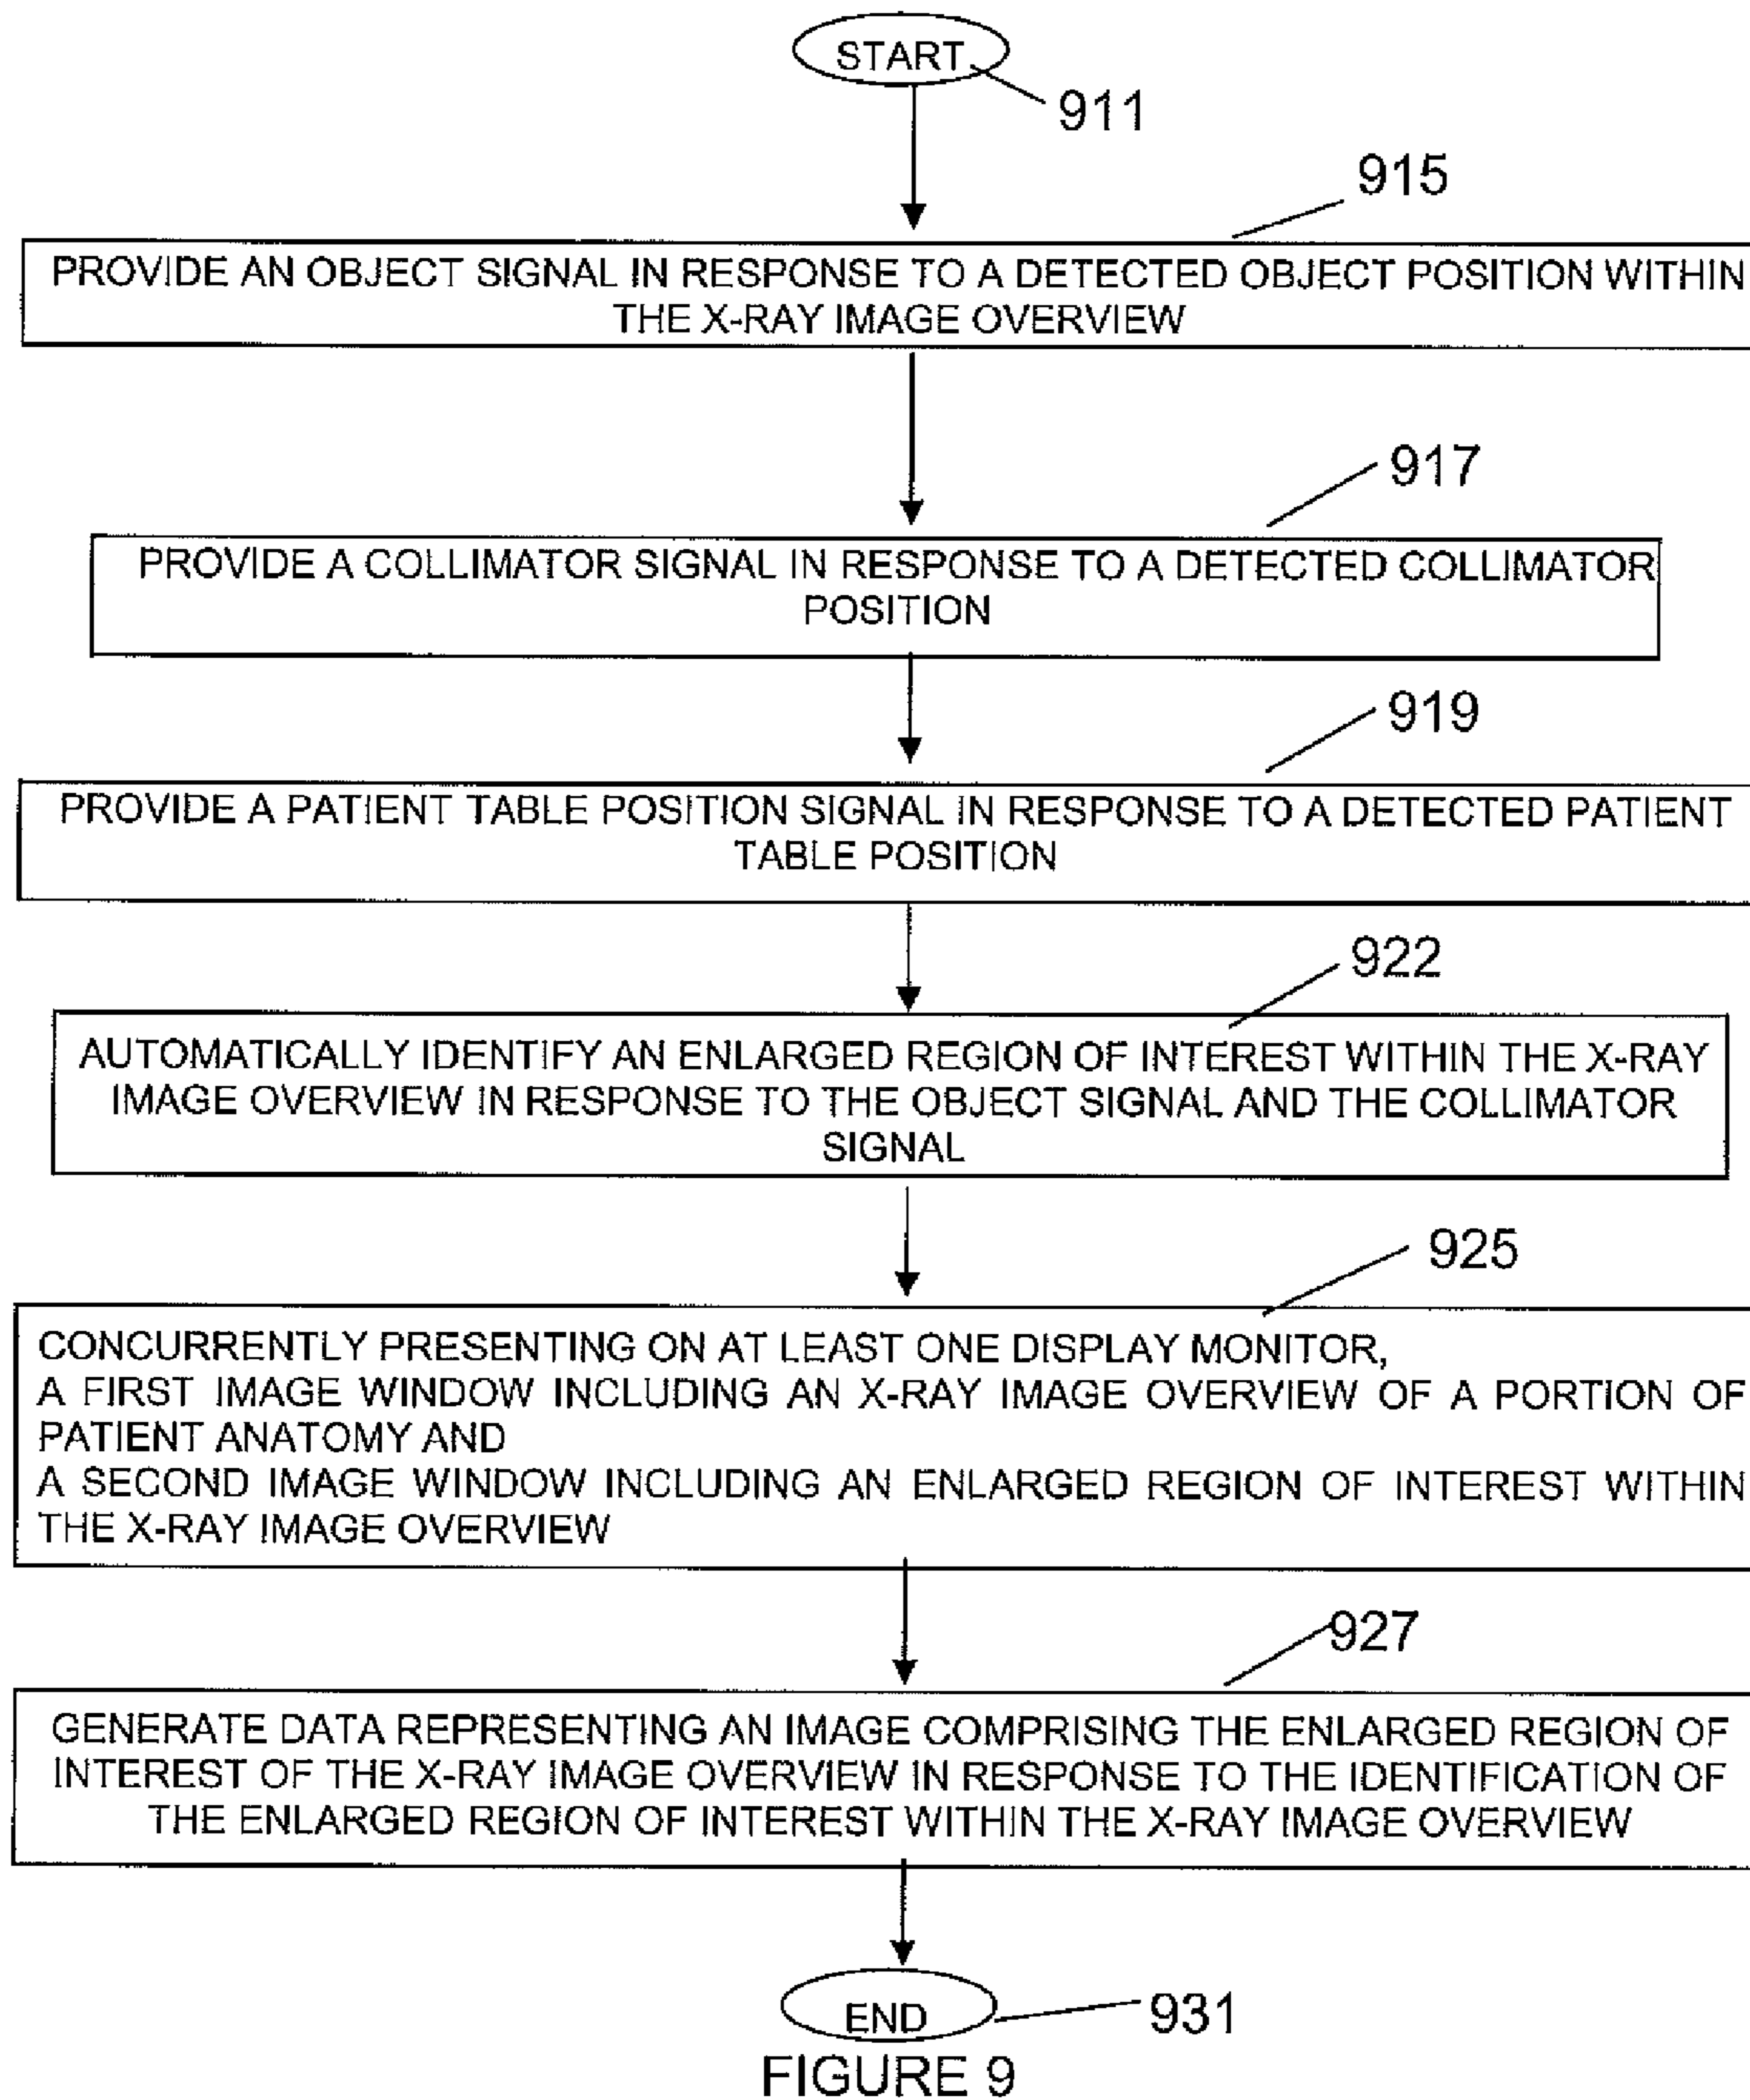 START
911
915
PROVIDE AN OBJECT SIGNAL IN RESPONSE TO A DETECTED OBJECT POSITION WITHIN
THE X-RAY IMAGE OVERVIEW
917
PROVIDE A COLLIMATOR SIGNAL IN RESPONSE TO A DETECTED COLLIMATOR
POSITION
919
PROVIDE A PATIENT TABLE POSITION SIGNAL IN RESPONSE TO A DETECTED PATIENT
TABLE POSITION
922
AUTOMATICALLY IDENTIFY AN ENLARGED REGION OF INTEREST WITHIN THE X-RAY
IMAGE OVERVIEW IN RESPONSE TO THE OBJECT SIGNAL AND THE COLLIMATOR
SIGNAL
925
CONCURRENTLY PRESENTING ON AT LEAST ONE DISPLAY MONITOR,
A FIRST IMAGE WINDOW INCLUDING AN X-RAY IMAGE OVERVIEW OF A PORTION OF
PATIENT ANATOMY AND
A SECOND IMAGE WINDOW INCLUDING AN ENLARGED REGION OF INTEREST WITHIN
THE X-RAY IMAGE OVERVIEW
927
GENERATE DATA REPRESENTING AN IMAGE COMPRISING THE ENLARGED REGION OF
INTEREST OF THE X-RAY IMAGE OVERVIEW IN RESPONSE TO THE IDENTIFICATION OF
THE ENLARGED REGION OF INTEREST WITHIN THE X-RAY IMAGE OVERVIEW
END
931
FIGURE 9